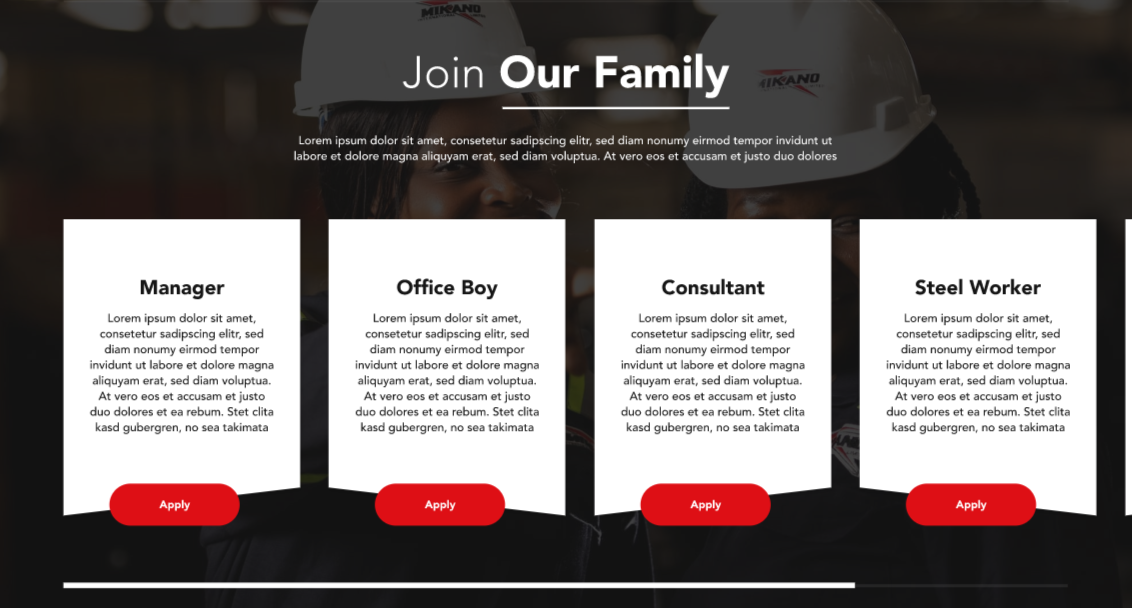 MIKANO
MIKANO
Join Our Family
Lorem ipsum dolor sit amet, consetetur sadipscing elitr, sed diam nonumy eirmod tempor invidunt ut
labore et dolore magna aliquyam erat, sed diam voluptua. At vero eos et accusam et justo duo dolores
Manager
Lorem ipsum dolor sit amet,
consetetur sadipscing elitr, sed
diam nonumy eirmod tempor
invidunt ut labore et dolore magna
aliquyam erat, sed diam voluptua.
At vero eos et accusam et justo
duo dolores et ea rebum. Stet clita
kasd gubergren, no sea takimata
Apply
Office Boy
Lorem ipsum dolor sit amet,
consetetur sadipscing elitr, sed
diam nonumy eirmod tempor
invidunt ut labore et dolore magna
aliquyam erat, sed diam voluptua.
At vero eos et accusam et justo
duo dolores et ea rebum. Stet clita
kasd gubergren, no sea takimata
Apply
Consultant
Lorem ipsum dolor sit amet,
consetetur sadipscing elitr, sed
diam nonumy eirmod tempor
invidunt ut labore et dolore magna
aliquyam erat, sed diam voluptua.
At vero eos et accusam et justo
duo dolores et ea rebum. Stet clita
kasd gubergren, no sea takimata
Apply
Steel Worker
Lorem ipsum dolor sit amet,
consetetur sadipscing elitr, sed
diam nonumy eirmod tempor
invidunt ut labore et dolore magna
aliquyam erat, sed diam voluptua.
At vero eos et accusam et justo
duo dolores et ea rebum. Stet clita
kasd gubergren, no sea takimata
Apply